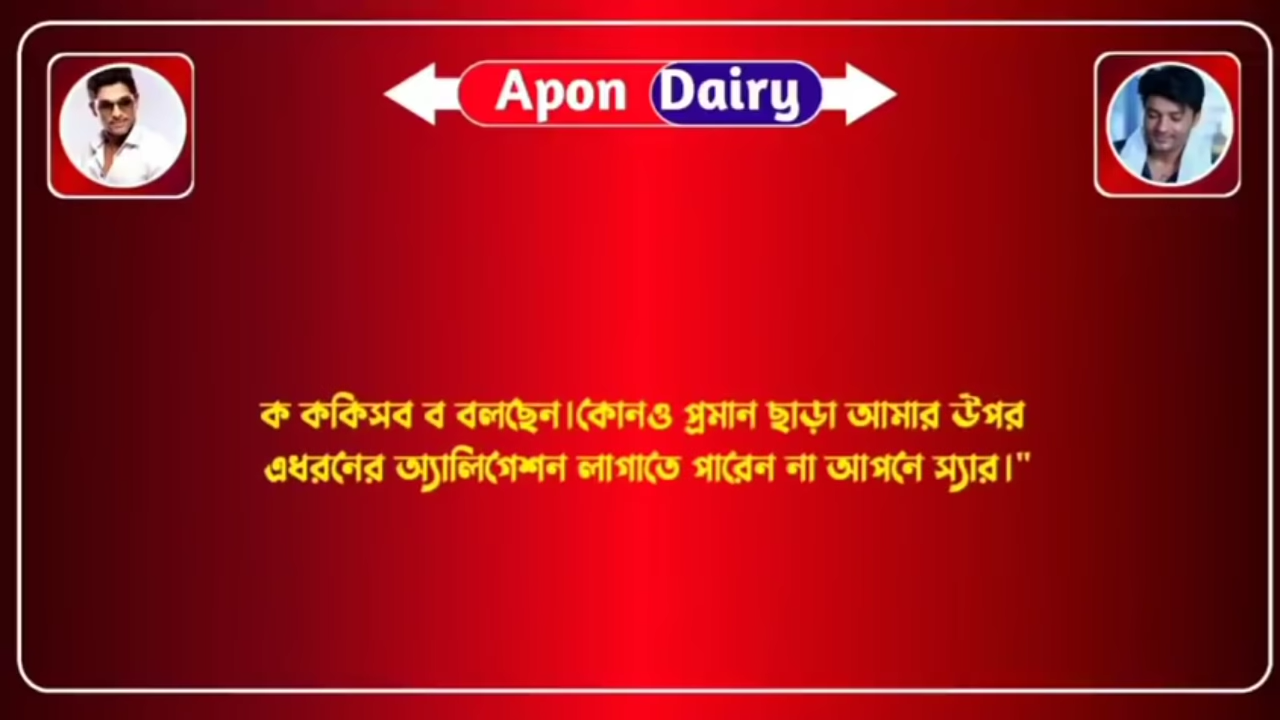 Apon Dairy
ক ককিসব ব বলছেন।কোনও প্রমান ছাড়া আমার উপর
এধরনের অ্যালিগেশন লাগাতে পারেন না আপনে স্যার।"